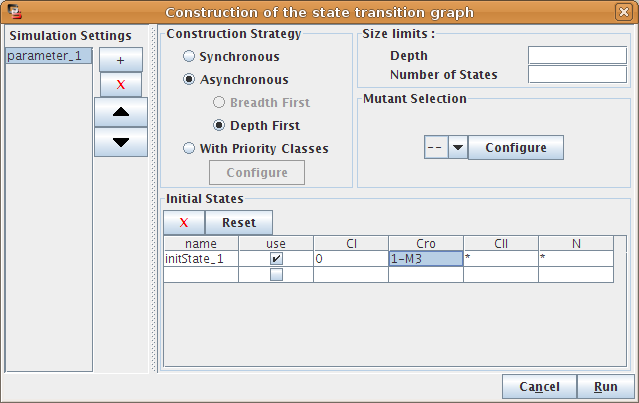 Construction of the state transition graph
Simulation Settings
parameter_1
+
X
Construction Strategy
Synchronous
Asynchronous
Breadth First
Depth First
With Priority Classes
Configure
Size limits :
Depth
Number of States
Mutant Selection
-- Configure
Initial States
X Reset
name use CI Cro CII N
initState_1 0 1-M3 * *
Cancel Run